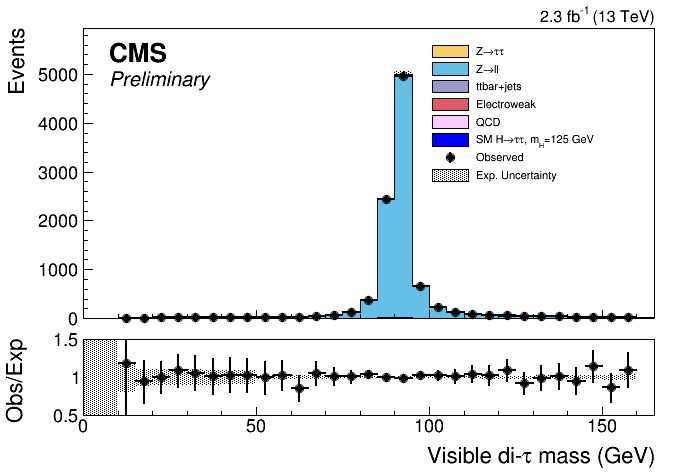 2.3 fb⁻¹ (13 TeV)
CMS
Preliminary
Events
5000
4000
3000
2000
1000
0
Z→ττ
Z→ll
ttbar+jets
Electroweak
QCD
SM H→ττ, m_H=125 GeV
Observed
Exp. Uncertainty
Obs/Exp
1.5
1
0.5
0 50 100 150
Visible di-τ mass (GeV)